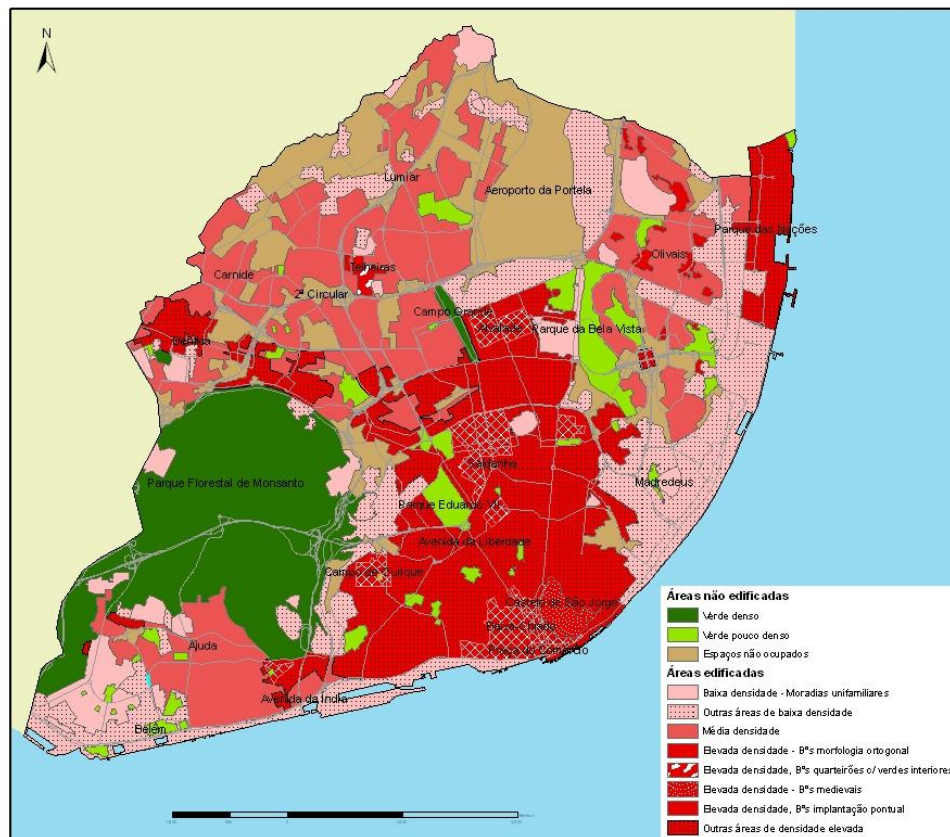 N
Lumiar
Aeroporto da Portela
Parque das Nações
Olivais
Carnide
Telheiras
2ª Circular
Campo Grande
Alvalade
Parque da Bela Vista
Benfica
Saldanha
Madredeus
Parque Florestal de Monsanto
Parque Eduardo VII
Avenida da Liberdade
Campo de Ourique
Castelo de São Jorge
Baixa-Chiado
Praça do Comércio
Ajuda
Avenida da Índia
Belém
Áreas não edificadas
Verde denso
Verde pouco denso
Espaços não ocupados
Áreas edificadas
Baixa densidade - Moradias unifamiliares
Outras áreas de baixa densidade
Média densidade
Elevada densidade - Bºs morfologia ortogonal
Elevada densidade, Bºs quarteirões c/ verdes interiores
Elevada densidade - Bºs medievais
Elevada densidade, Bºs implantação pontual
Outras áreas de densidade elevada